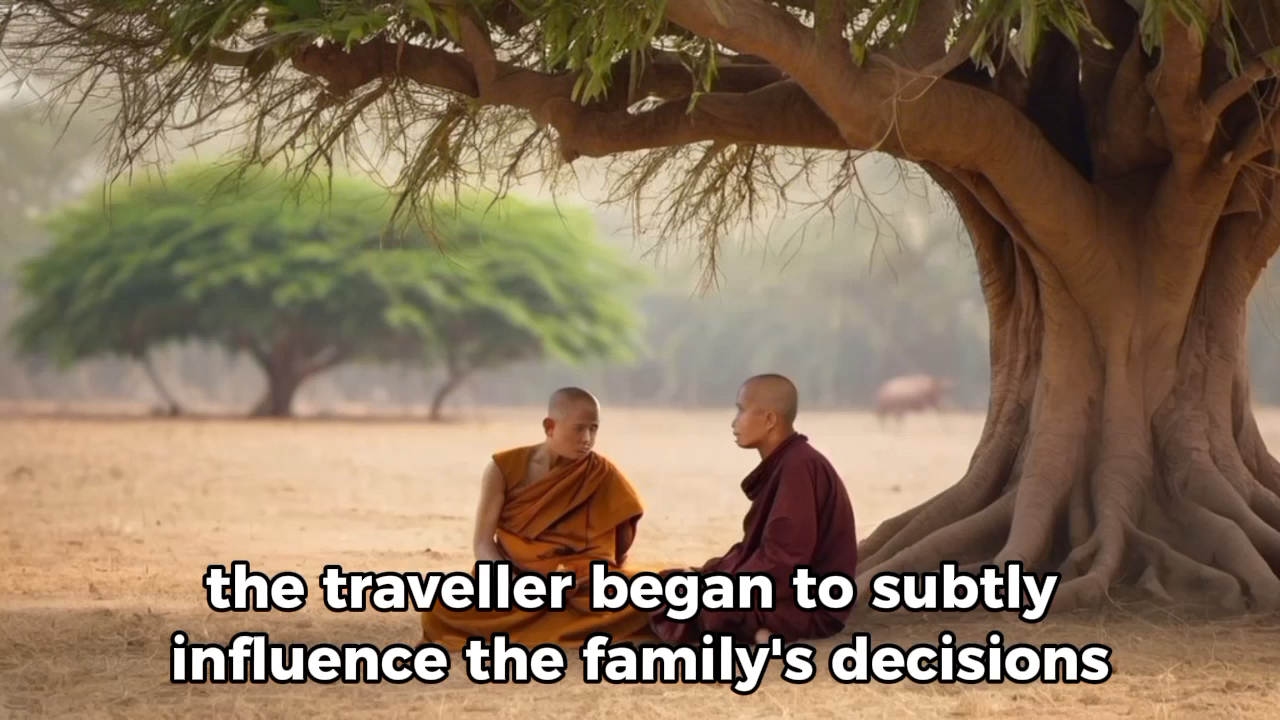 the traveller began to subtly
influence the family's decisions